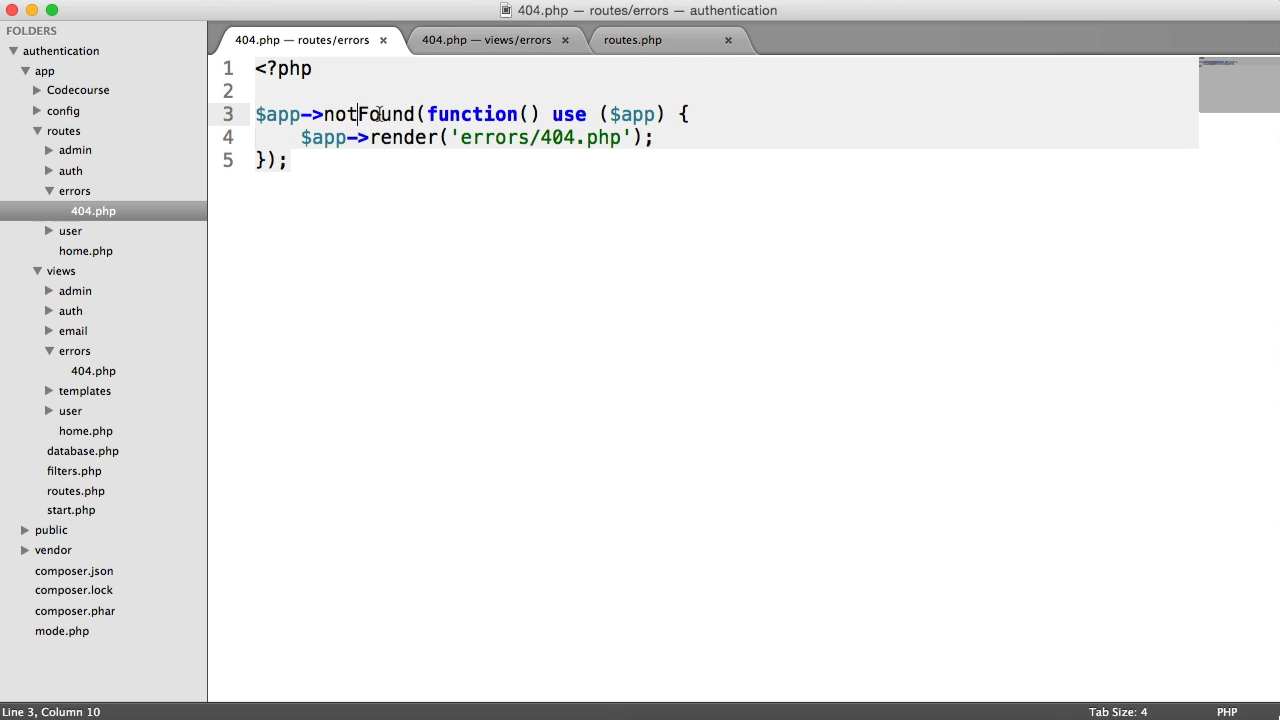 404.php — routes/errors — authentication
FOLDERS
authentication
app
Codecourse
config
routes
admin
auth
errors
404.php
user
home.php
views
admin
auth
email
errors
404.php
templates
user
home.php
database.php
filters.php
routes.php
start.php
public
vendor
composer.json
composer.lock
composer.phar
mode.php
404.php — routes/errors ×
404.php — views/errors ×
routes.php ×
1 <?php
2
3 $app->notFound(function() use ($app) {
4     $app->render('errors/404.php');
5 });
Line 3, Column 10
Tab Size: 4
PHP